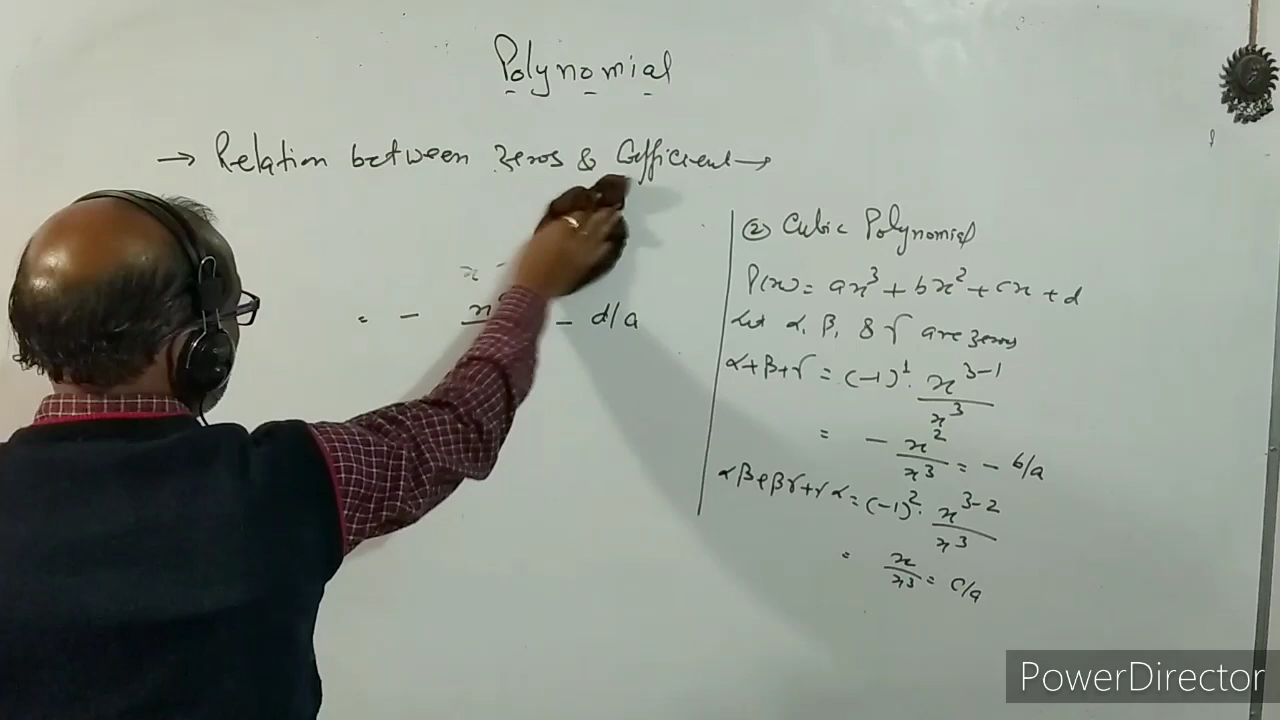 Polynomial
→ Relation between zeros & Cofficient →
= - d/a
② Cubic Polynomial
P(x) = ax³ + bx² + cx + d
Let α, β, & γ are zeros
α+β+γ = (-1)¹. x³⁻¹/x³
= - x²/x³ = - b/a
αβ+βγ+γα = (-1)². x³⁻²/x³
= x/x³ = c/a
PowerDirector